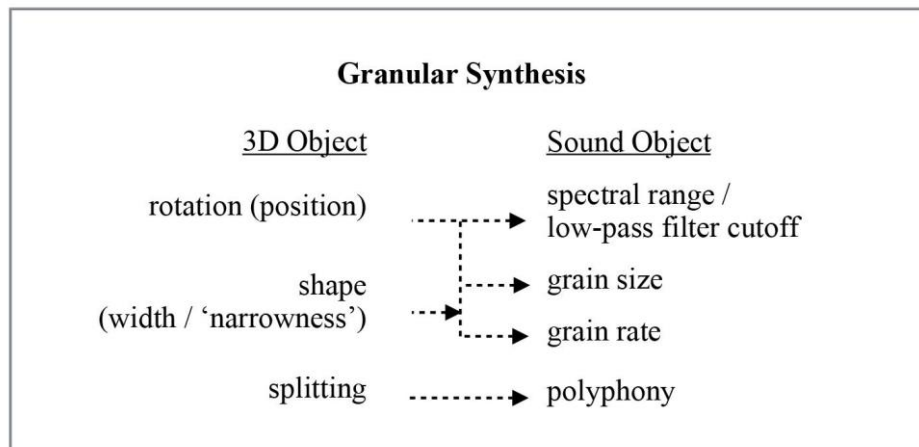 Granular Synthesis
3D Object
Sound Object
rotation (position)
spectral range /
low-pass filter cutoff
shape
(width / ‘narrowness’)
grain size
grain rate
splitting
polyphony